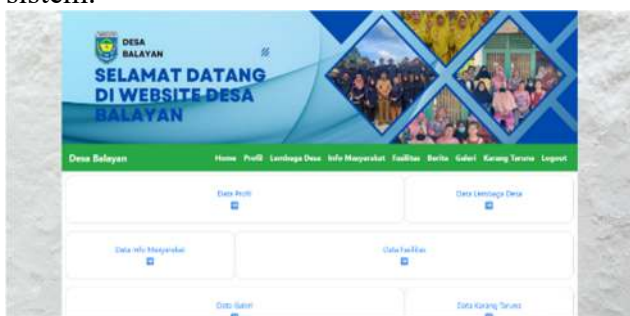 sistem.
DESA
BALAYAN
SELAMAT DATANG
DI WEBSITE DESA
BALAYAN
Desa Balayan Home Profil Lembaga Desa Info Masyarakat Fasilitas Berita Galeri Karang Taruna Logout
Data Profil Data Lembaga Desa
Data Info Masyarakat Data Fasilitas
Data Galeri Data Karang Taruna